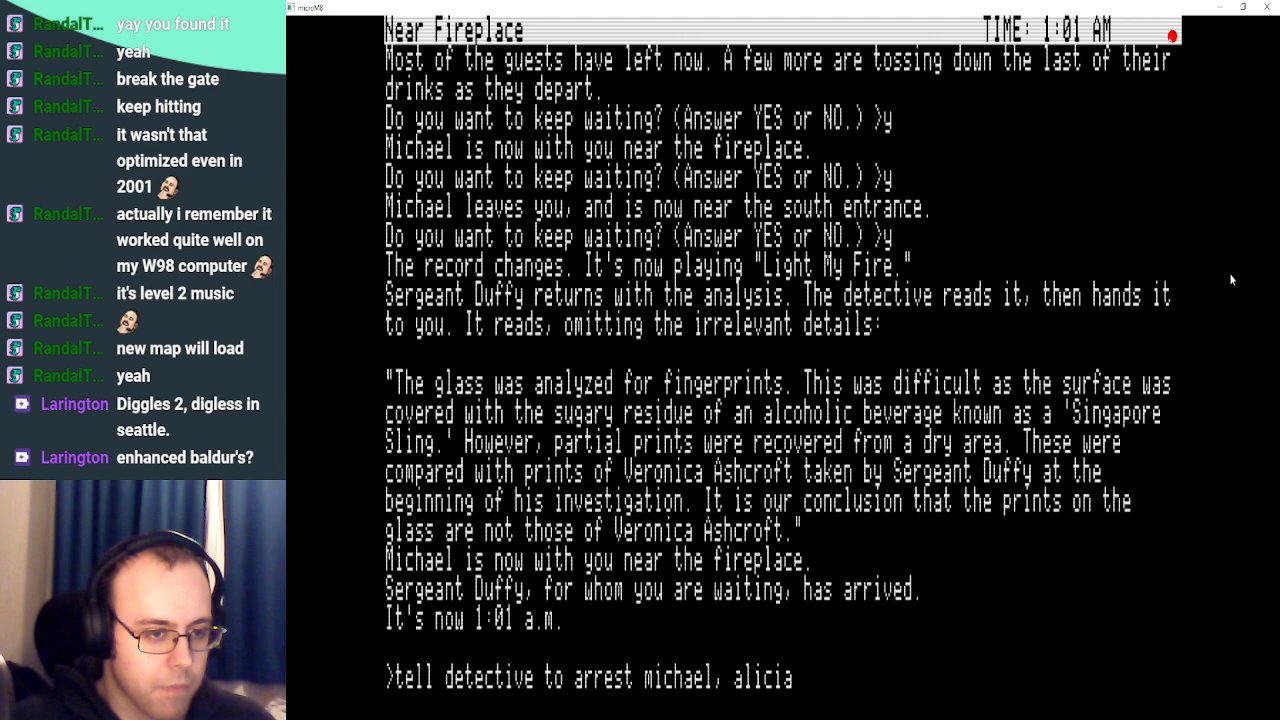 RandalT... yay you found it
RandalT... yeah
RandalT... break the gate
RandalT... keep hitting
RandalT... it wasn't that
optimized even in
2001
RandalT... actually i remember it
worked quite well on
my W98 computer
RandalT... it's level 2 music
RandalT...
RandalT... new map will load
RandalT... yeah
Larington Diggles 2, digless in
seattle.
Larington enhanced baldur's?
microM8
Near Fireplace TIME: 1:01 AM
Most of the guests have left now. A few more are tossing down the last of their
drinks as they depart.
Do you want to keep waiting? (Answer YES or NO.) >y
Michael is now with you near the fireplace.
Do you want to keep waiting? (Answer YES or NO.) >y
Michael leaves you, and is now near the south entrance.
Do you want to keep waiting? (Answer YES or NO.) >y
The record changes. It's now playing "Light My Fire."
Sergeant Duffy returns with the analysis. The detective reads it, then hands it
to you. It reads, omitting the irrelevant details:
"The glass was analyzed for fingerprints. This was difficult as the surface was
covered with the sugary residue of an alcoholic beverage known as a 'Singapore
Sling.' However, partial prints were recovered from a dry area. These were
compared with prints of Veronica Ashcroft taken by Sergeant Duffy at the
beginning of his investigation. It is our conclusion that the prints on the
glass are not those of Veronica Ashcroft."
Michael is now with you near the fireplace.
Sergeant Duffy, for whom you are waiting, has arrived.
It's now 1:01 a.m.
>tell detective to arrest michael, alicia